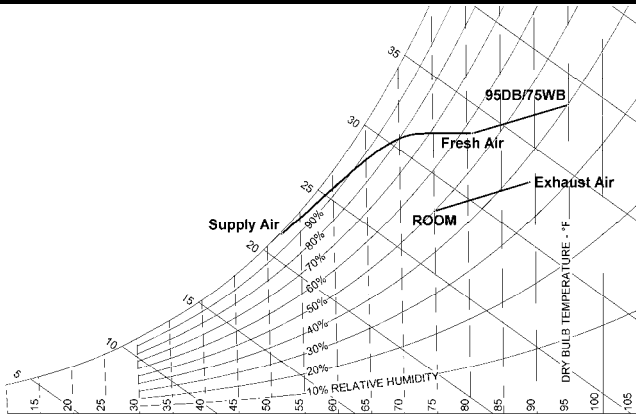 35
95DB/75WB
30
Fresh Air
Exhaust Air
25
ROOM
Supply Air
90%
80%
20
70%
60%
50%
15
40%
30%
10
20%
10% RELATIVE HUMIDITY
5
DRY BULB TEMPERATURE - °F
15 20 25 30 35 40 45 50 55 60 65 70 75 80 85 90 95 100 105